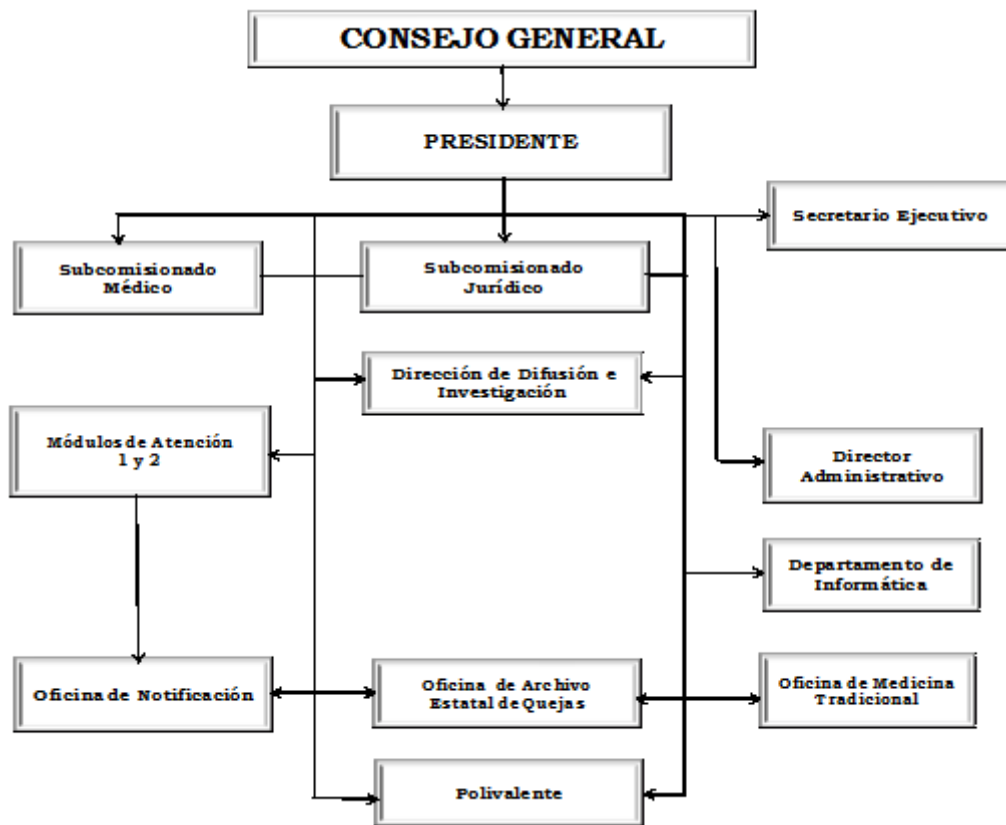 CONSEJO GENERAL
PRESIDENTE
Secretario Ejecutivo
Subcomisionado
Médico
Subcomisionado
Jurídico
Dirección de Difusión e
Investigación
Módulos de Atención
1 y 2
Director
Administrativo
Departamento de
Informática
Oficina de Notificación
Oficina de Archivo
Estatal de Quejas
Oficina de Medicina
Tradicional
Polivalente